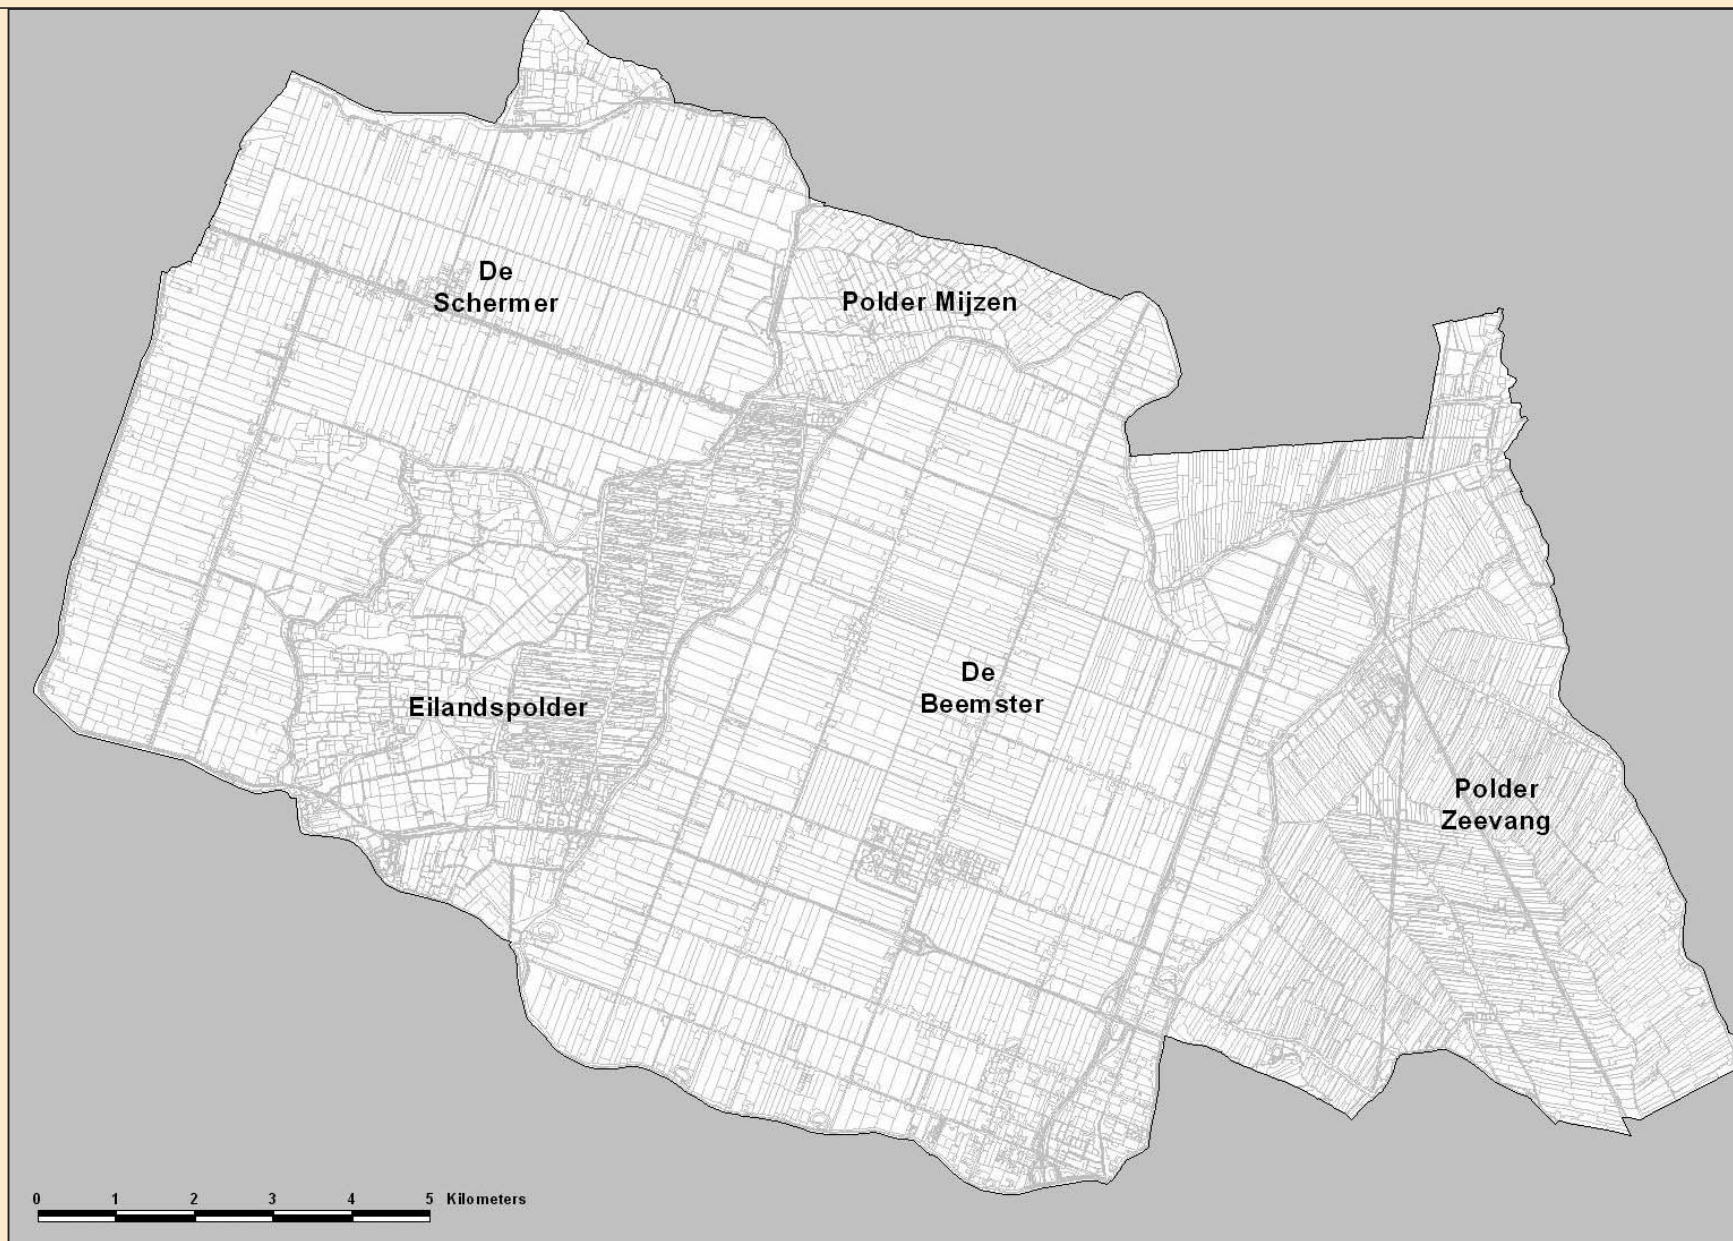 De
Schermer
Polder Mijzen
De
Beemster
Eilandspolder
Polder
Zeevang
0 1 2 3 4 5 Kilometers